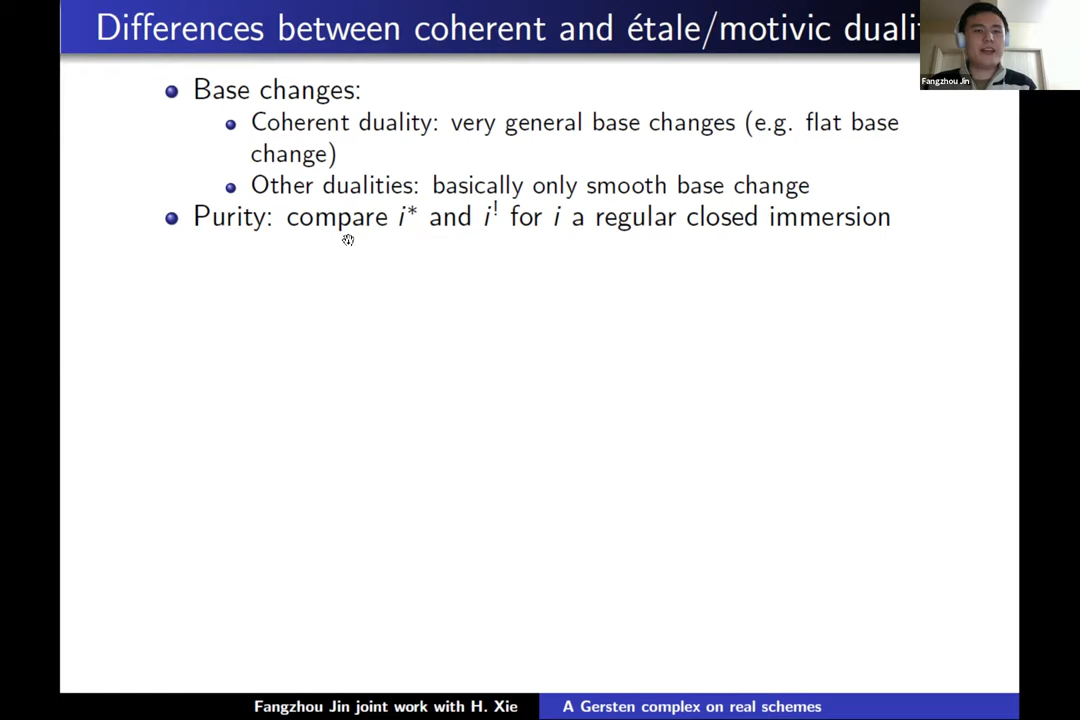 Differences between coherent and étale/motivic duali
Fangzhou Jin
Base changes:
Coherent duality: very general base changes (e.g. flat base
change)
Other dualities: basically only smooth base change
Purity: compare i* and i! for i a regular closed immersion
Fangzhou Jin joint work with H. Xie
A Gersten complex on real schemes